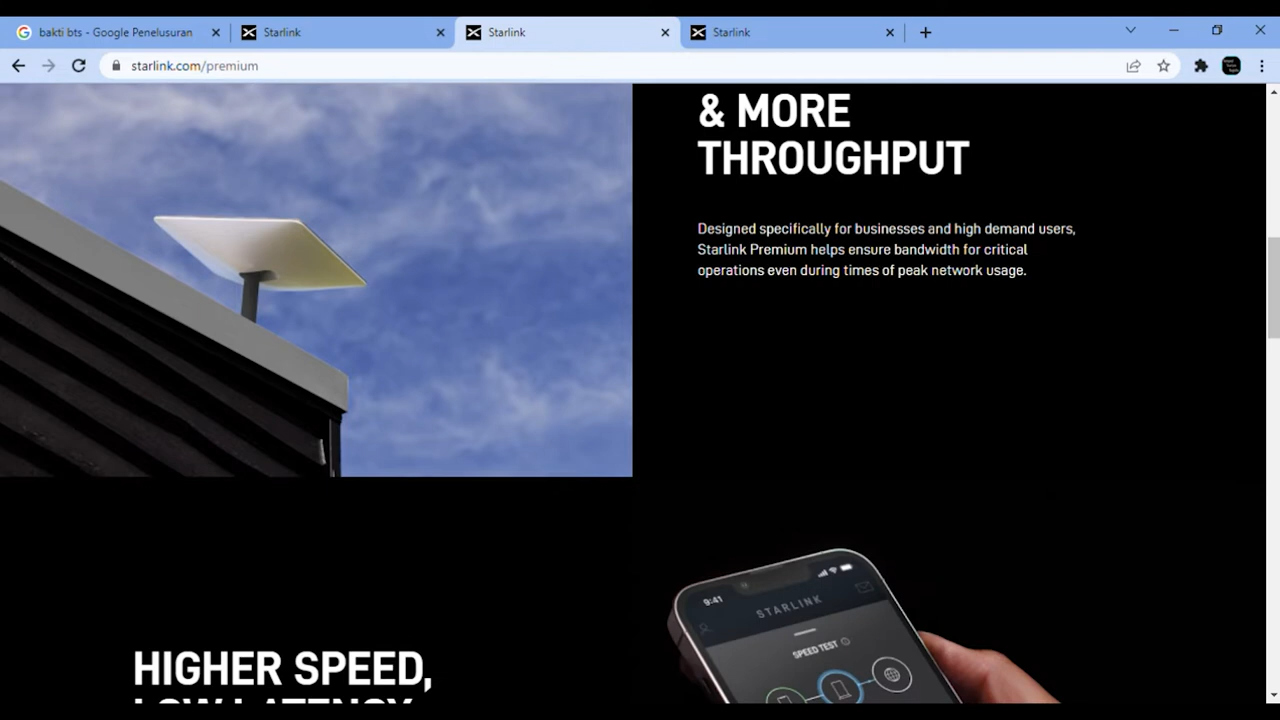 bakti bts - Google Penelusuran
Starlink
Starlink
Starlink
starlink.com/premium
& MORE
THROUGHPUT
Designed specifically for businesses and high demand users,
Starlink Premium helps ensure bandwidth for critical
operations even during times of peak network usage.
9:41
STARLINK
SPEED TEST
HIGHER SPEED,
LOW LATENCY